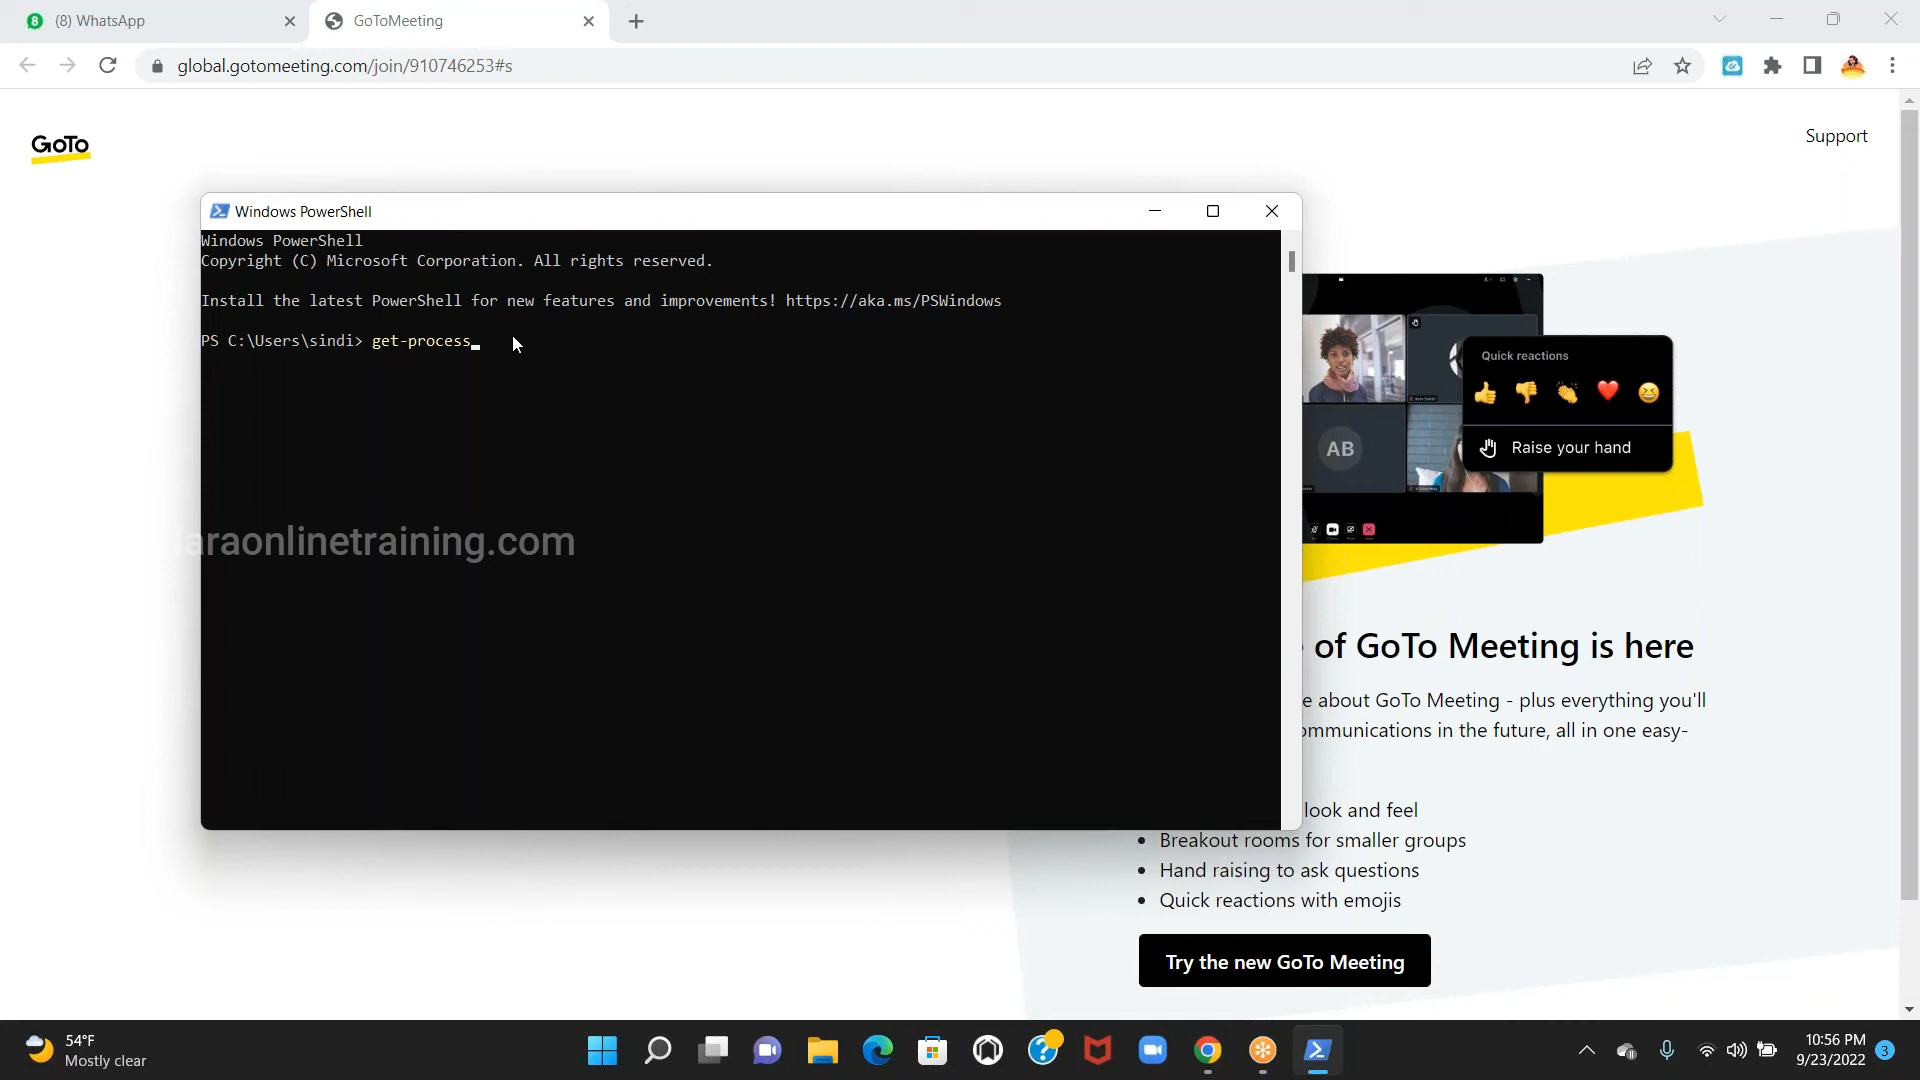 (8) WhatsApp
GoToMeeting
global.gotomeeting.com/join/910746253#s
GoTo
Support
Windows PowerShell
Windows PowerShell
Copyright (C) Microsoft Corporation. All rights reserved.
Install the latest PowerShell for new features and improvements! https://aka.ms/PSWindows
PS C:\Users\sindi> get-process
araonlinetraining.com
Quick reactions
AB
Raise your hand
of GoTo Meeting is here
e about GoTo Meeting - plus everything you'll
ommunications in the future, all in one easy-
look and feel
• Breakout rooms for smaller groups
• Hand raising to ask questions
• Quick reactions with emojis
Try the new GoTo Meeting
54°F
Mostly clear
10:56 PM
9/23/2022
3